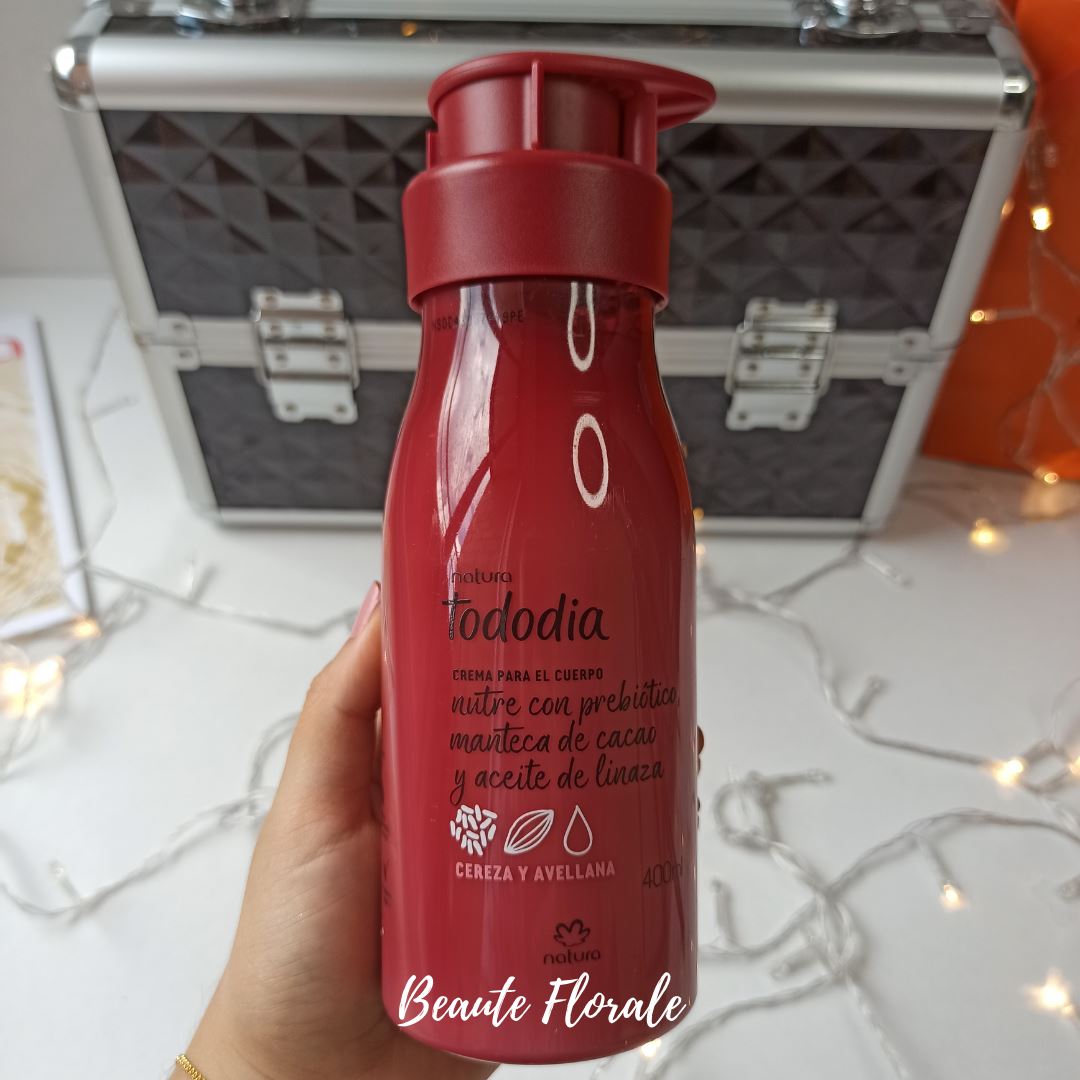 natura
Tododia
CREMA PARA EL CUERPO
nutre con prebiótico,
manteca de cacao
y aceite de linaza
CEREZA Y AVELLANA
400ml
natura
Beaute Florale